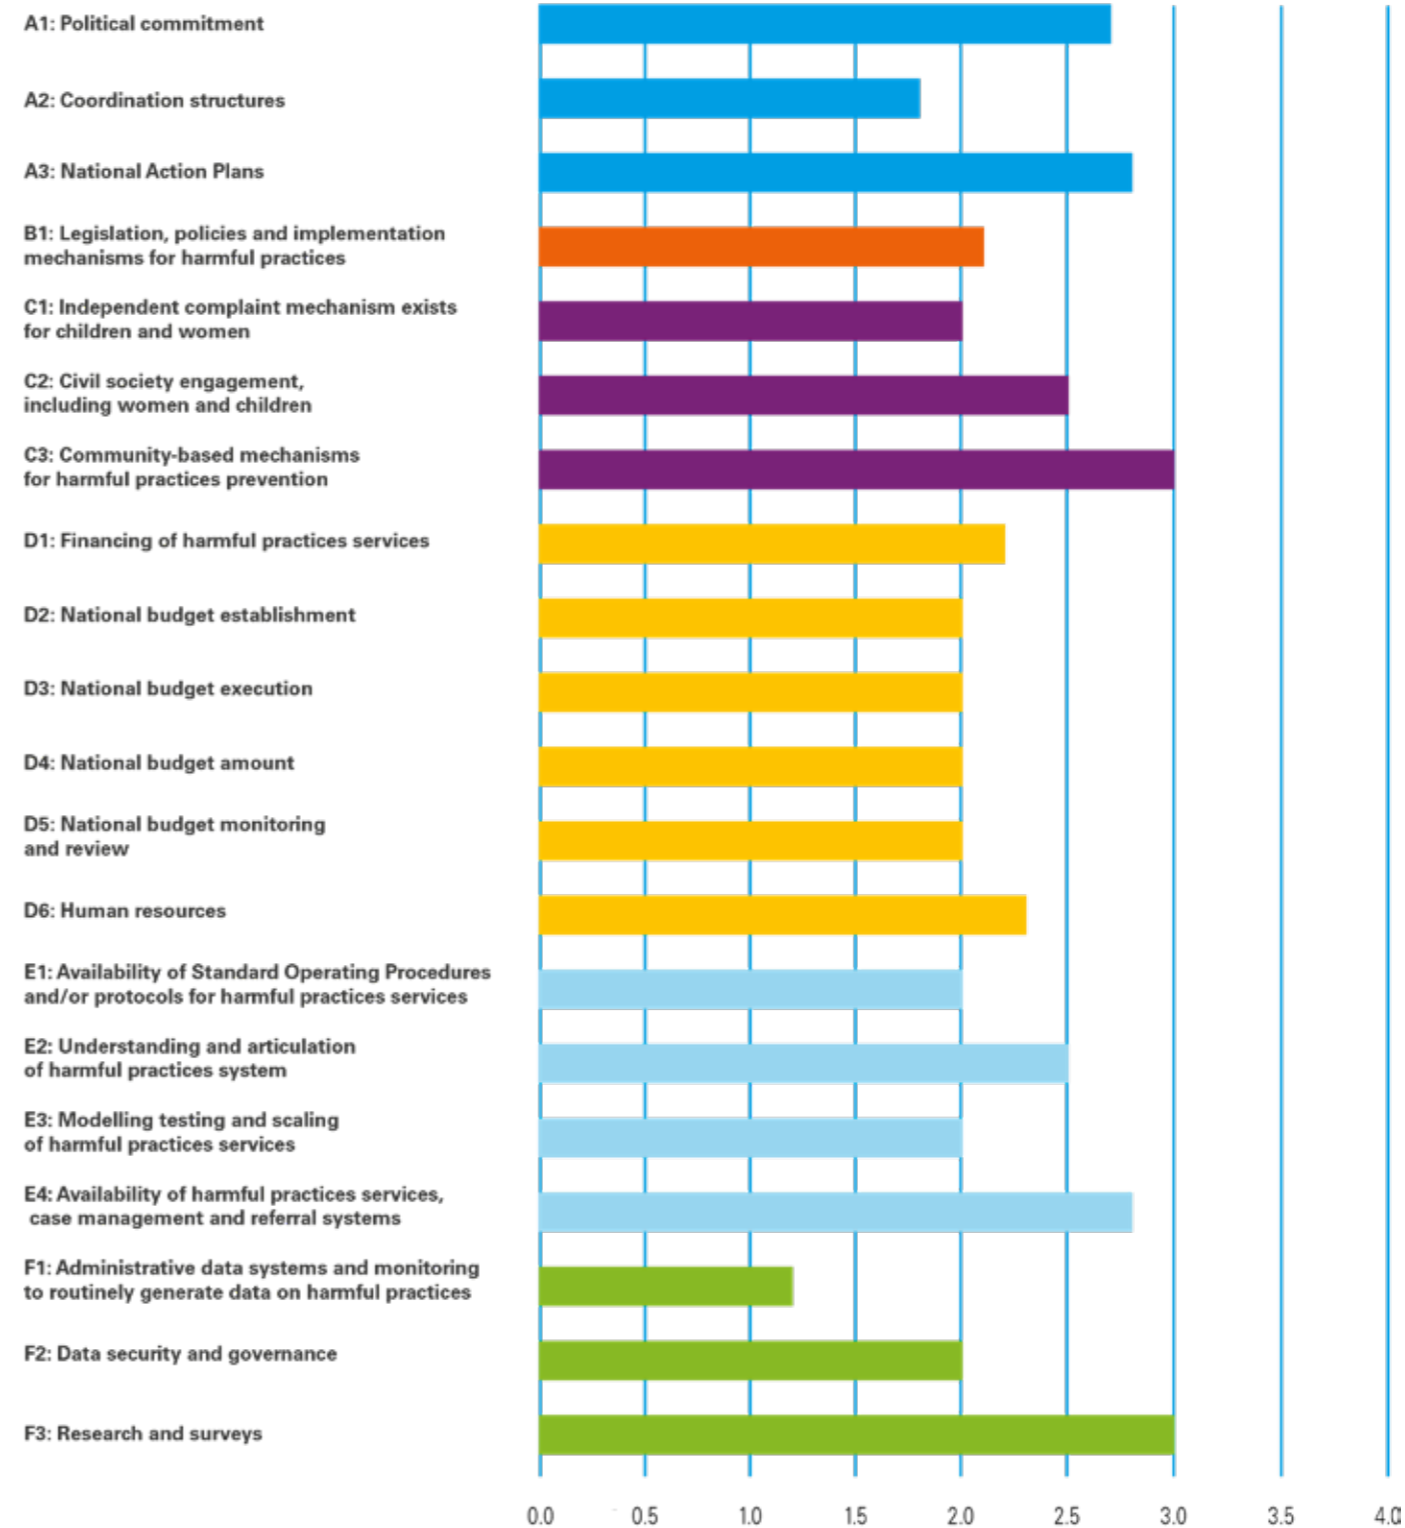 A1: Political commitment
A2: Coordination structures
A3: National Action Plans
B1: Legislation, policies and implementation
mechanisms for harmful practices
C1: Independent complaint mechanism exists
for children and women
C2: Civil society engagement,
including women and children
C3: Community-based mechanisms
for harmful practices prevention
D1: Financing of harmful practices services
D2: National budget establishment
D3: National budget execution
D4: National budget amount
D5: National budget monitoring
and review
D6: Human resources
E1: Availability of Standard Operating Procedures
and/or protocols for harmful practices services
E2: Understanding and articulation
of harmful practices system
E3: Modelling testing and scaling
of harmful practices services
E4: Availability of harmful practices services,
case management and referral systems
F1: Administrative data systems and monitoring
to routinely generate data on harmful practices
F2: Data security and governance
F3: Research and surveys
0.0 0.5 1.0 1.5 2.0 2.5 3.0 3.5 4.0